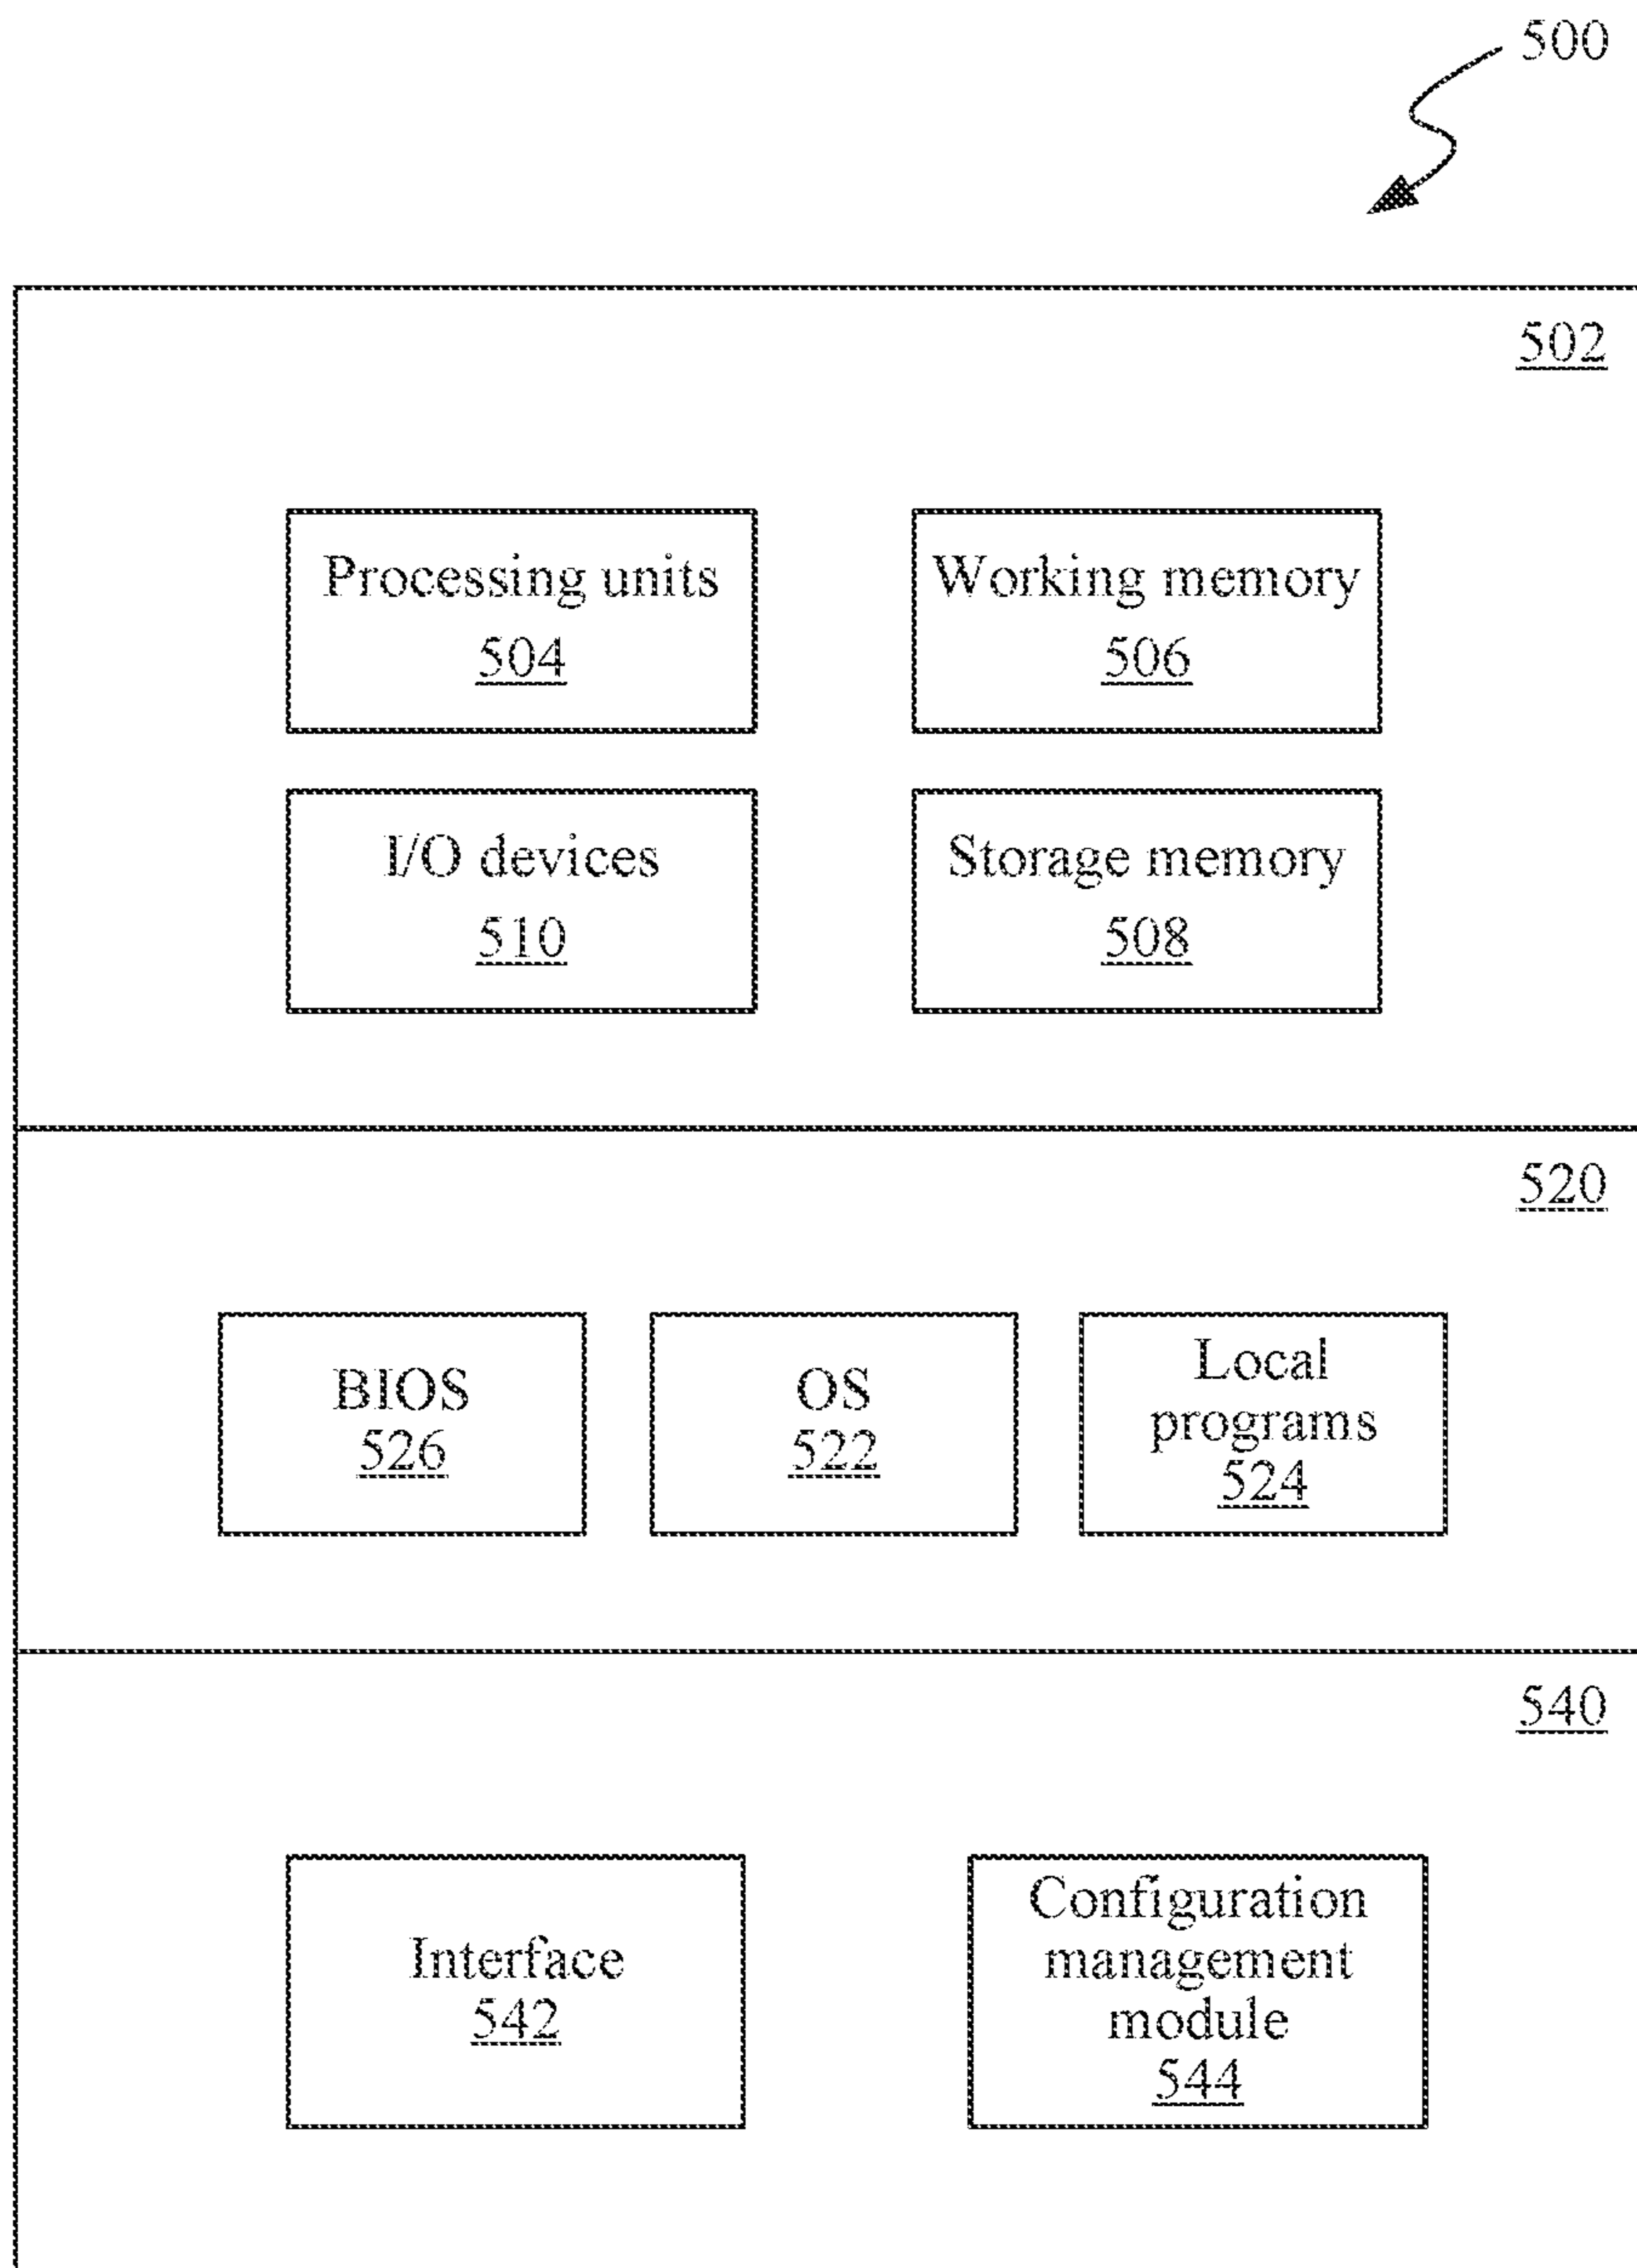 500
502
Processing units
504
Working memory
506
I/O devices
510
Storage memory
508
520
BIOS
526
OS
522
Local
programs
524
540
Interface
542
Configuration
management
module
544